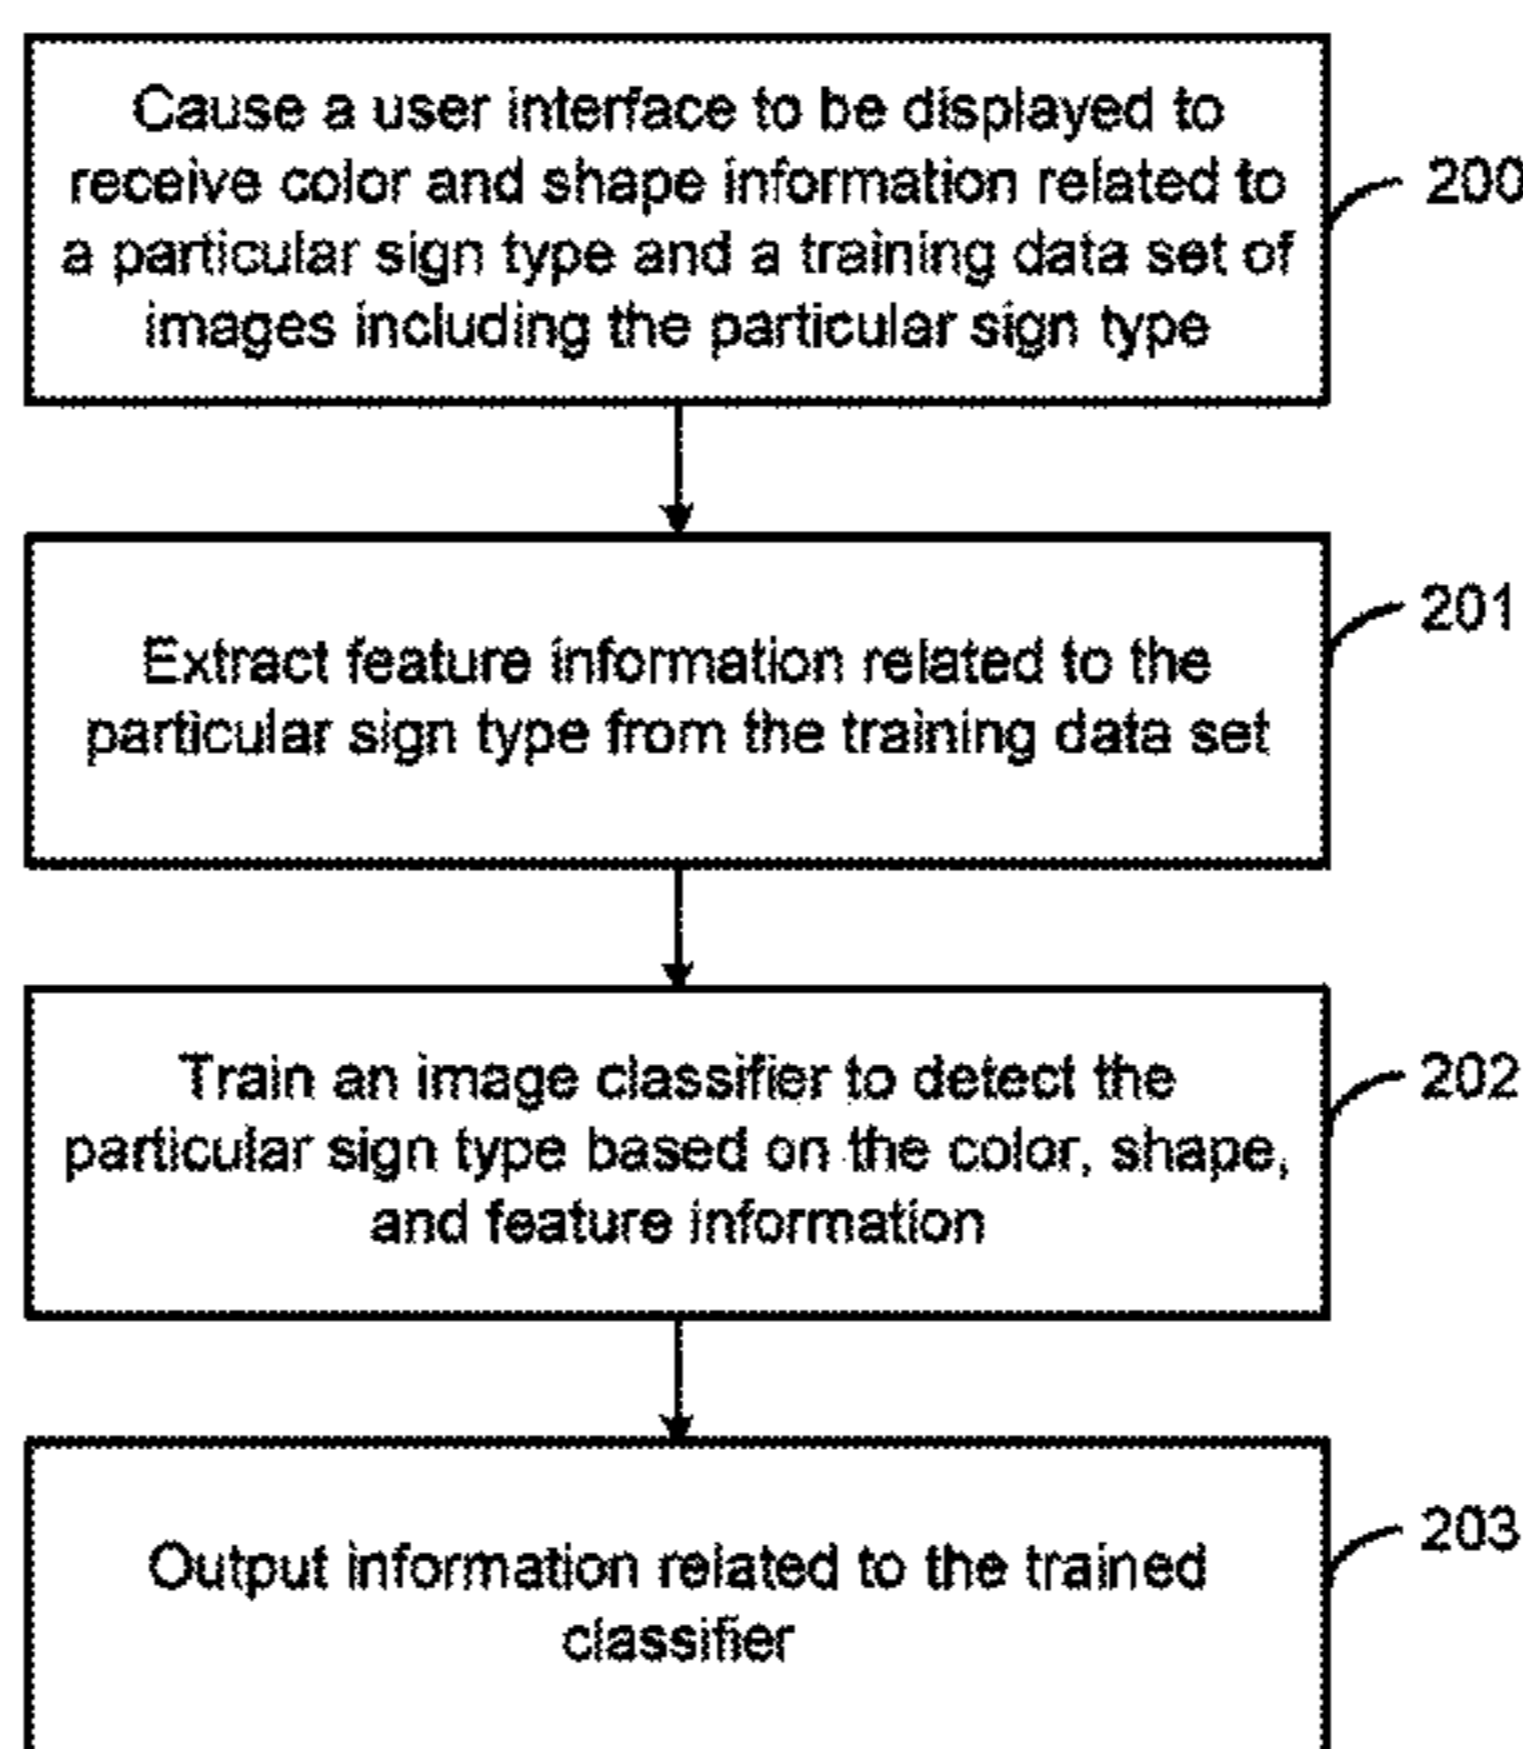 Cause a user interface to be displayed to
receive color and shape information related to
a particular sign type and a training data set of
images including the particular sign type
200
Extract feature information related to the
particular sign type from the training data set
201
Train an image classifier to detect the
particular sign type based on the color, shape,
and feature information
202
Output information related to the trained
classifier
203